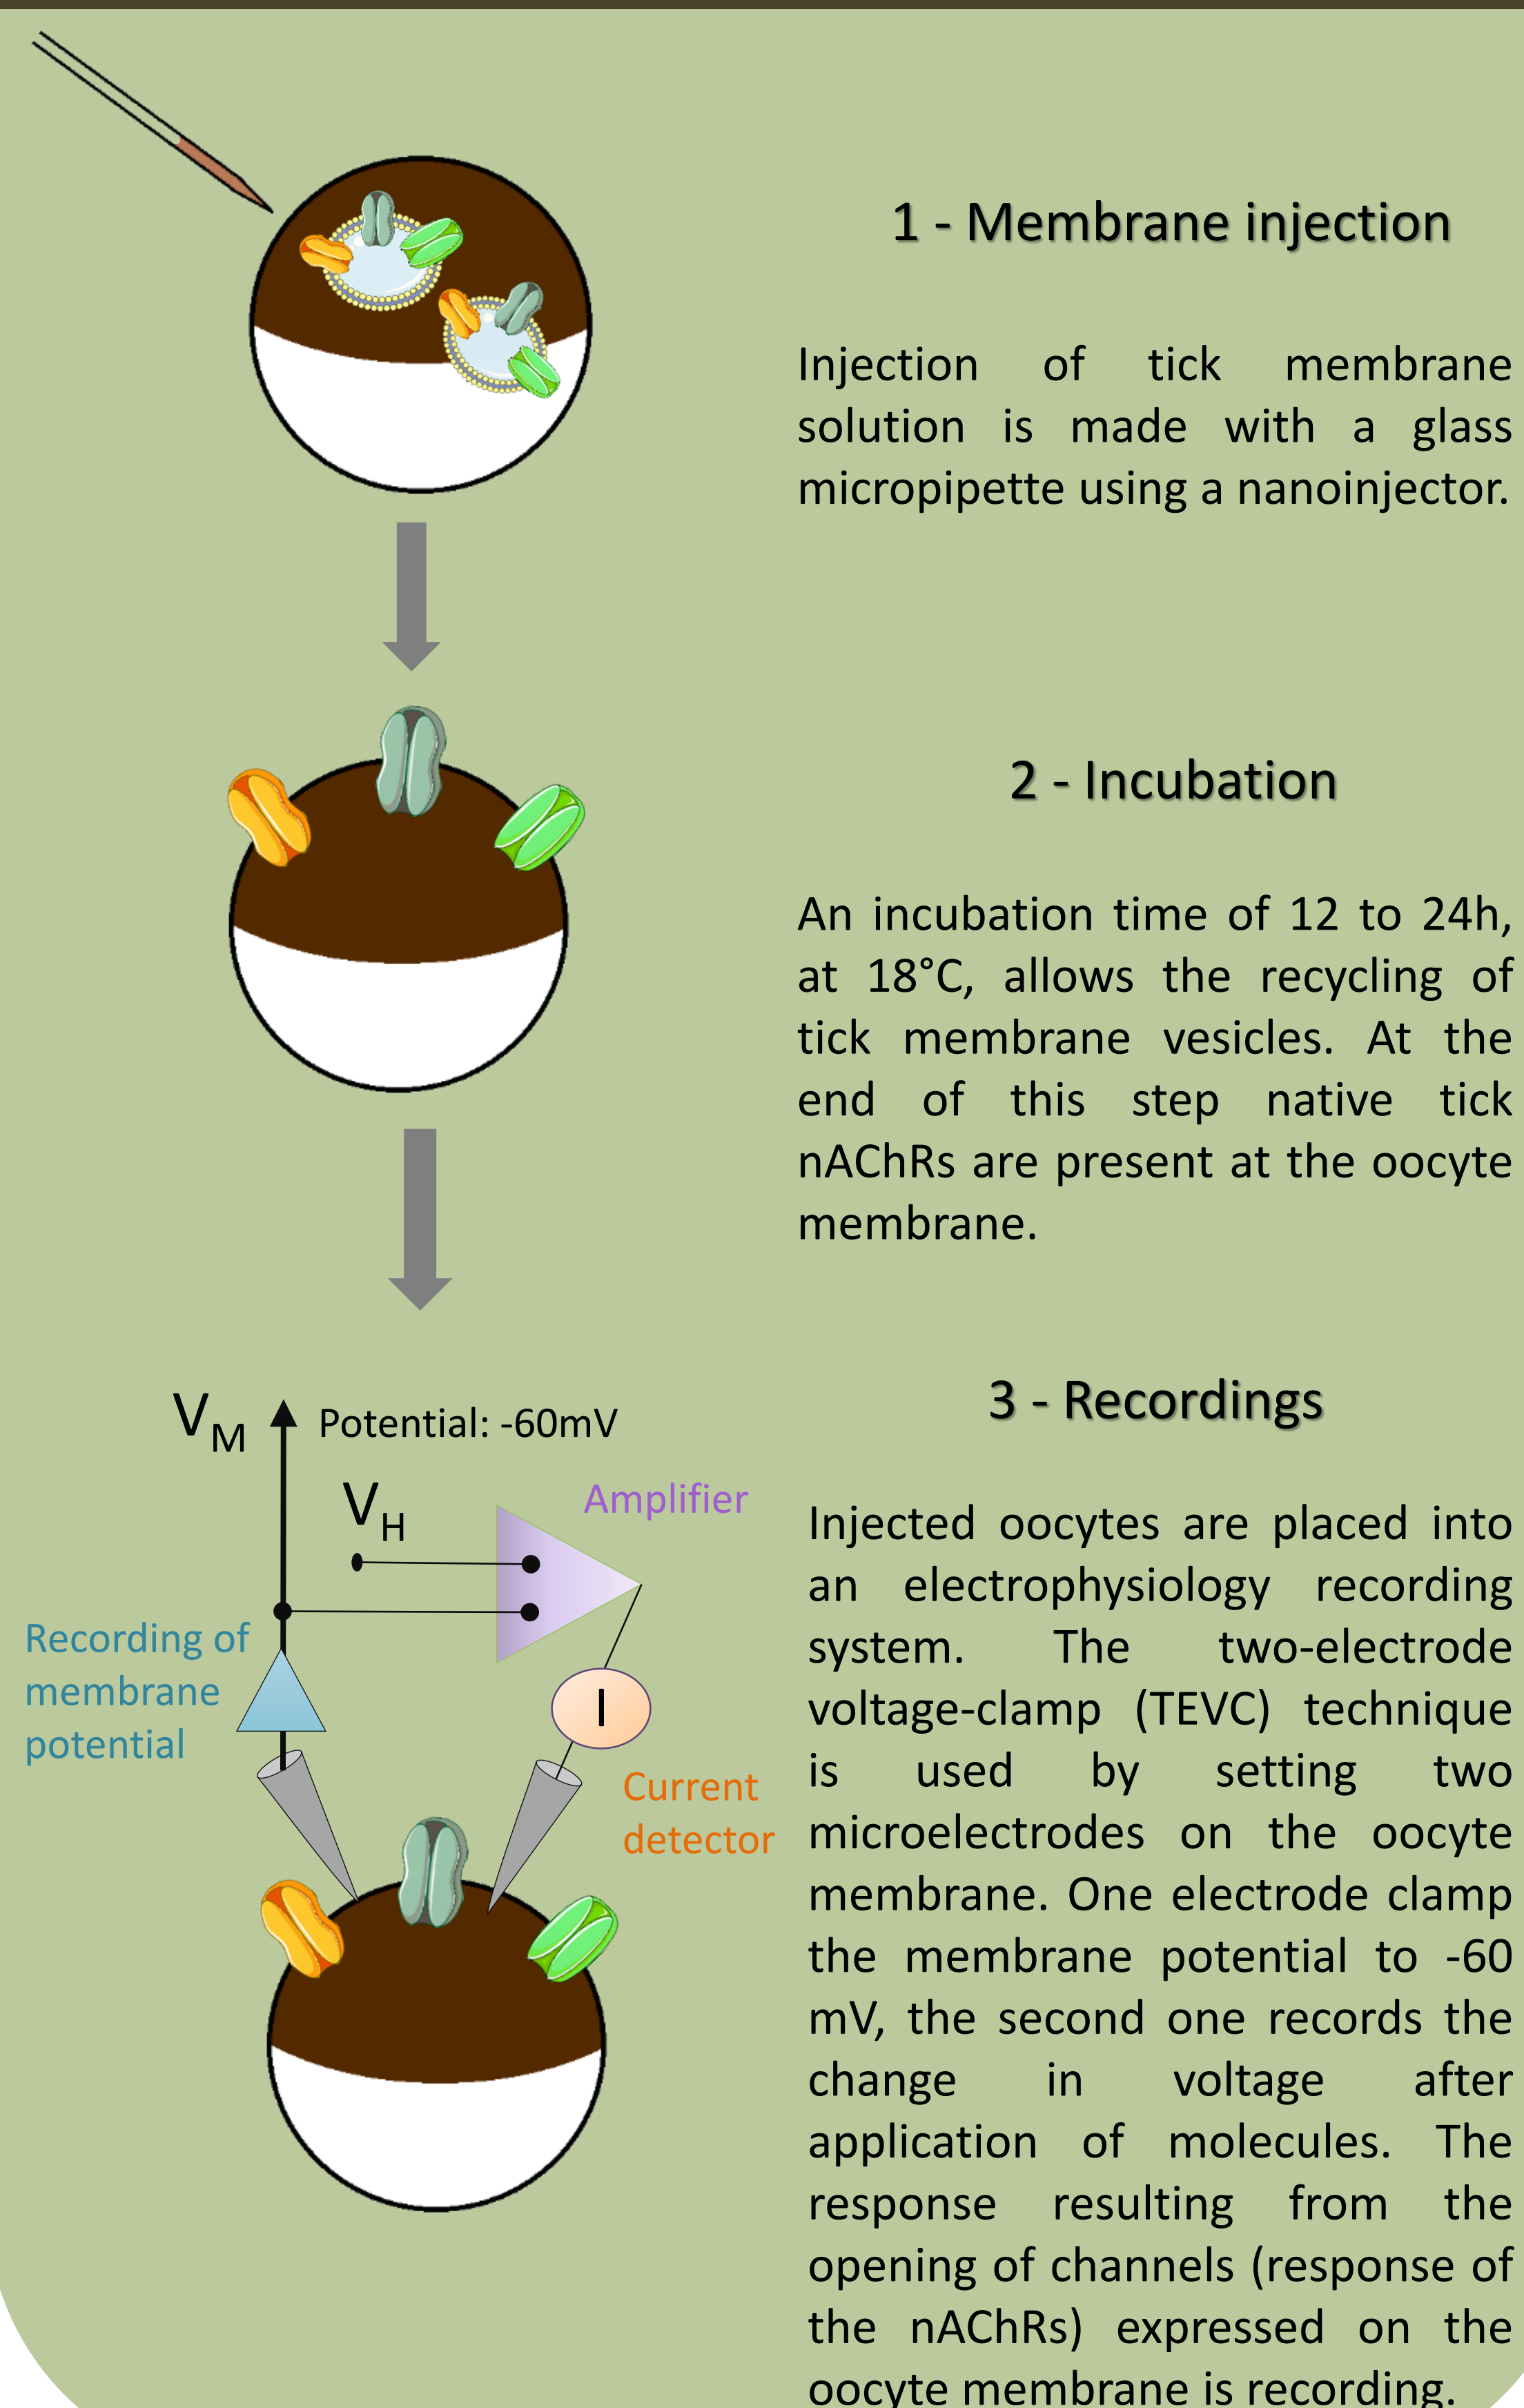 1 - Membrane injection
Injection of tick membrane
solution is made with a glass
micropipette using a nanoinjector.
2 - Incubation
An incubation time of 12 to 24h,
at 18°C, allows the recycling of
tick membrane vesicles. At the
end of this step native tick
nAChRs are present at the oocyte
membrane.
V_M
Potential: -60mV
V_H
Amplifier
Recording of
membrane
potential
I
Current
detector
3 - Recordings
Injected oocytes are placed into
an electrophysiology recording
system. The two-electrode
voltage-clamp (TEVC) technique
is used by setting two
microelectrodes on the oocyte
membrane. One electrode clamp
the membrane potential to -60
mV, the second one records the
change in voltage after
application of molecules. The
response resulting from the
opening of channels (response of
the nAChRs) expressed on the
oocyte membrane is recording.